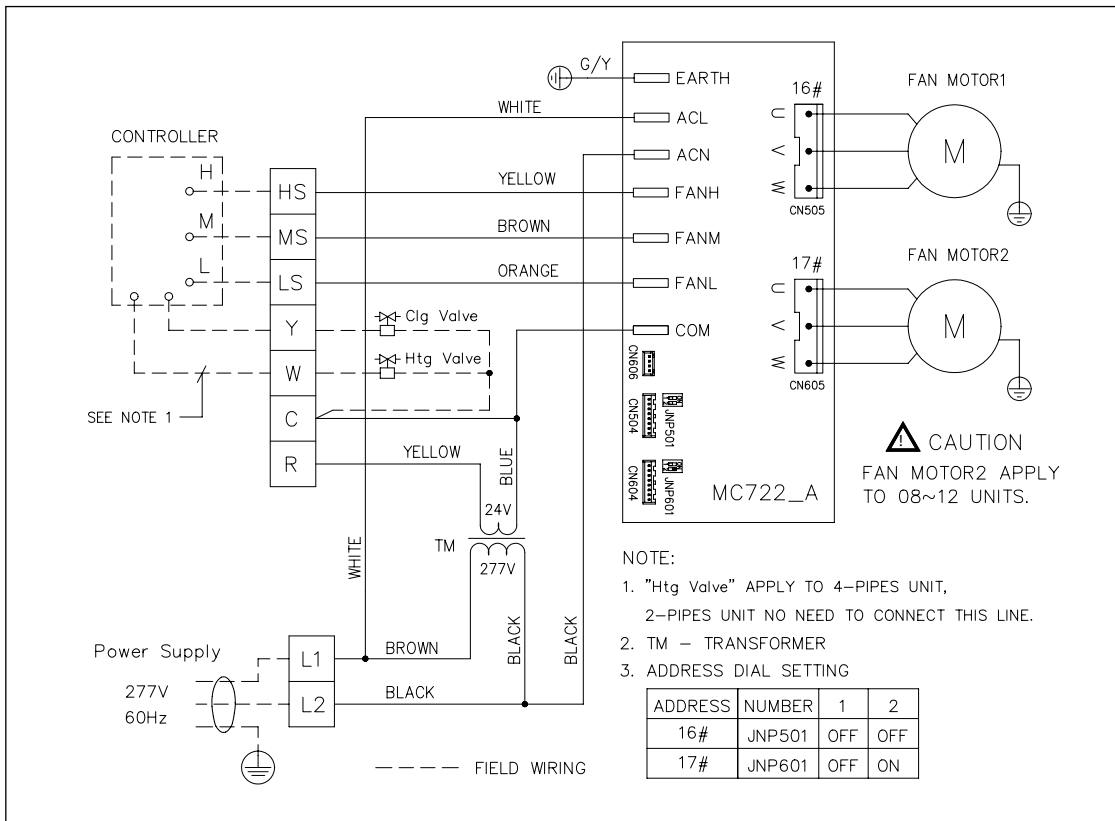 G/Y
EARTH
16#
FAN MOTOR1
WHITE
ACL
U
CONTROLLER
ACN
V
M
H
YELLOW
HS
FANH
W
CN505
M
BROWN
MS
FANM
FAN MOTOR2
L
ORANGE
17#
LS
FANL
U
Clg Valve
Y
COM
V
M
Htg Valve
W
CN606
W
CN605
SEE NOTE 1
C
CN504
JNP501
CAUTION
YELLOW
BLUE
R
FAN MOTOR2 APPLY
TO 08~12 UNITS.
CN604
JNP601
MC722_A
24V
TM
277V
WHITE
NOTE:
1. "Htg Valve" APPLY TO 4-PIPES UNIT,
2-PIPES UNIT NO NEED TO CONNECT THIS LINE.
2. TM - TRANSFORMER
3. ADDRESS DIAL SETTING
BLACK
BLACK
Power Supply
L1
BROWN
277V
60Hz
L2
BLACK
ADDRESS NUMBER 1 2
16# JNP501 OFF OFF
17# JNP601 OFF ON
FIELD WIRING